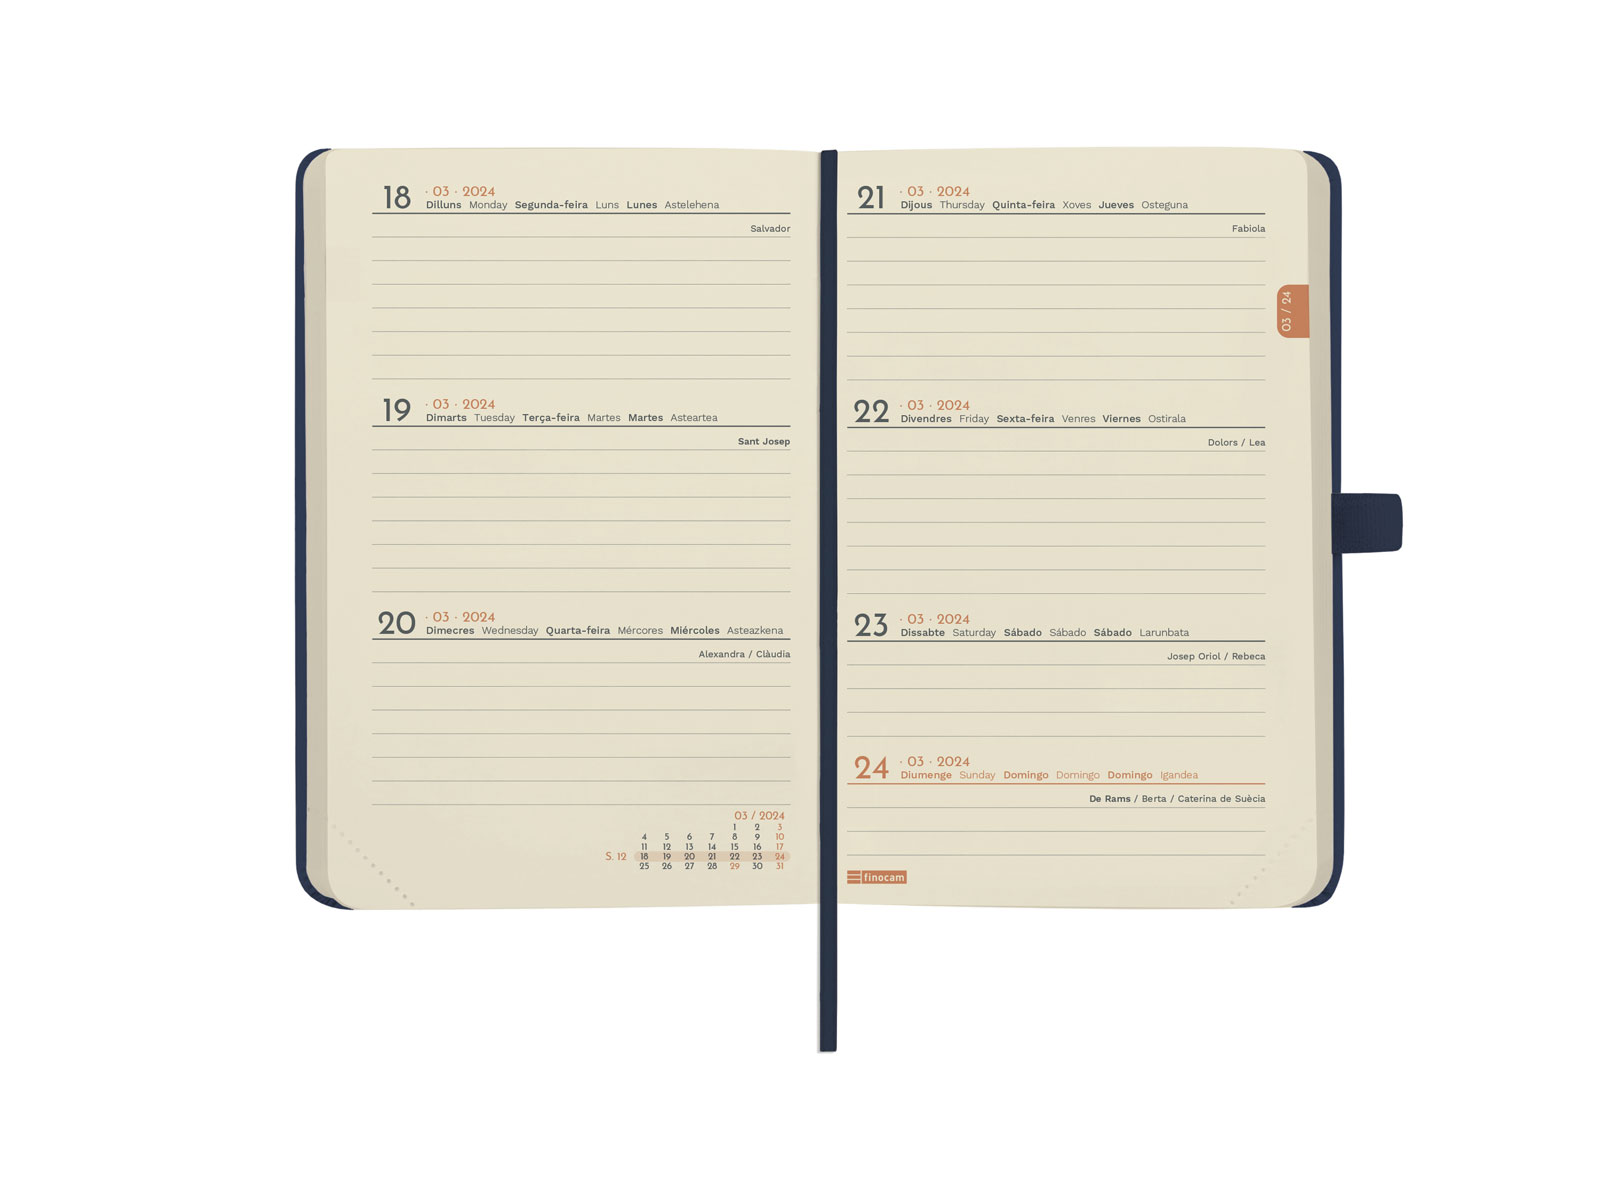 18 · 03 · 2024
Dilluns Monday Segunda-feira Luns Lunes Astelehena
Salvador
19 · 03 · 2024
Dimarts Tuesday Terça-feira Martes Martes Asteartea
Sant Josep
20 · 03 · 2024
Dimecres Wednesday Quarta-feira Mércores Miércoles Asteazkena
Alexandra / Clàudia
03 / 2024
1 2 3
4 5 6 7 8 9 10
11 12 13 14 15 16 17
S. 12 18 19 20 21 22 23 24
25 26 27 28 29 30 31
21 · 03 · 2024
Dijous Thursday Quinta-feira Xoves Jueves Osteguna
Fabiola
03 / 24
22 · 03 · 2024
Divendres Friday Sexta-feira Venres Viernes Ostirala
Dolors / Lea
23 · 03 · 2024
Dissabte Saturday Sábado Sábado Sábado Larunbata
Josep Oriol / Rebeca
24 · 03 · 2024
Diumenge Sunday Domingo Domingo Domingo Igandea
De Rams / Berta / Caterina de Suècia
finocam